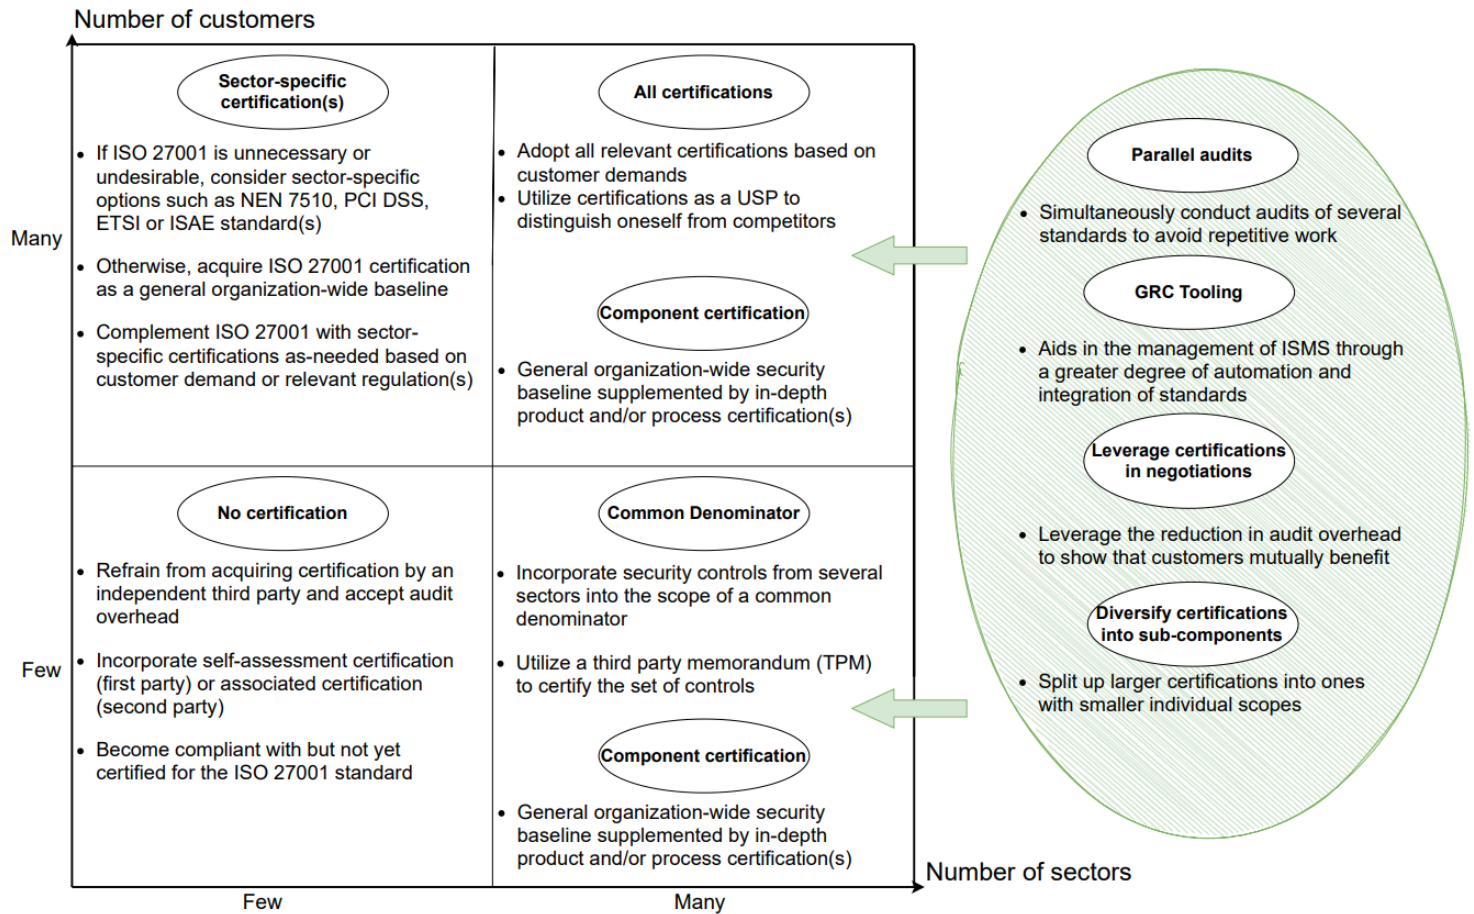 Number of customers
Sector-specific
certification(s)
• If ISO 27001 is unnecessary or
undesirable, consider sector-specific
options such as NEN 7510, PCI DSS,
ETSI or ISAE standard(s)
• Otherwise, acquire ISO 27001 certification
as a general organization-wide baseline
• Complement ISO 27001 with sector-
specific certifications as-needed based on
customer demand or relevant regulation(s)
All certifications
• Adopt all relevant certifications based on
customer demands
• Utilize certifications as a USP to
distinguish oneself from competitors
Component certification
• General organization-wide security
baseline supplemented by in-depth
product and/or process certification(s)
Many
No certification
• Refrain from acquiring certification by an
independent third party and accept audit
overhead
• Incorporate self-assessment certification
(first party) or associated certification
(second party)
• Become compliant with but not yet
certified for the ISO 27001 standard
Common Denominator
• Incorporate security controls from several
sectors into the scope of a common
denominator
• Utilize a third party memorandum (TPM)
to certify the set of controls
Component certification
• General organization-wide security
baseline supplemented by in-depth
product and/or process certification(s)
Few
Few
Many
Number of sectors
Parallel audits
• Simultaneously conduct audits of several
standards to avoid repetitive work
GRC Tooling
• Aids in the management of ISMS through
a greater degree of automation and
integration of standards
Leverage certifications
in negotiations
• Leverage the reduction in audit overhead
to show that customers mutually benefit
Diversify certifications
into sub-components
• Split up larger certifications into ones
with smaller individual scopes